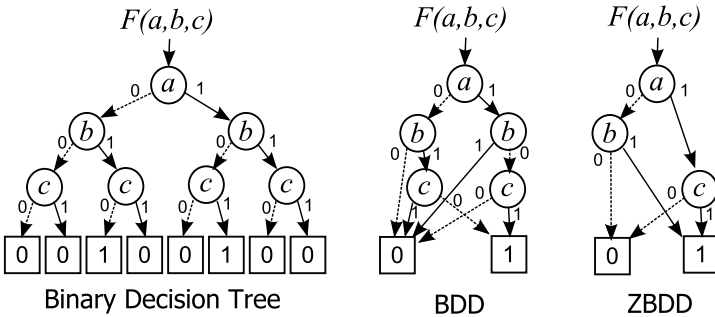 F(a,b,c) F(a,b,c) F(a,b,c)
0 a 1 0 a 1 0 a 1
0 b 1 0 b 1 0 b 1 1 b 0 b 1
0 c 1 0 c 1 0 c 1 0 c 1 c 1 0 0 c 1 0 0 c 1
0 0 1 0 0 1 0 0 0 1 0 1
Binary Decision Tree BDD ZBDD